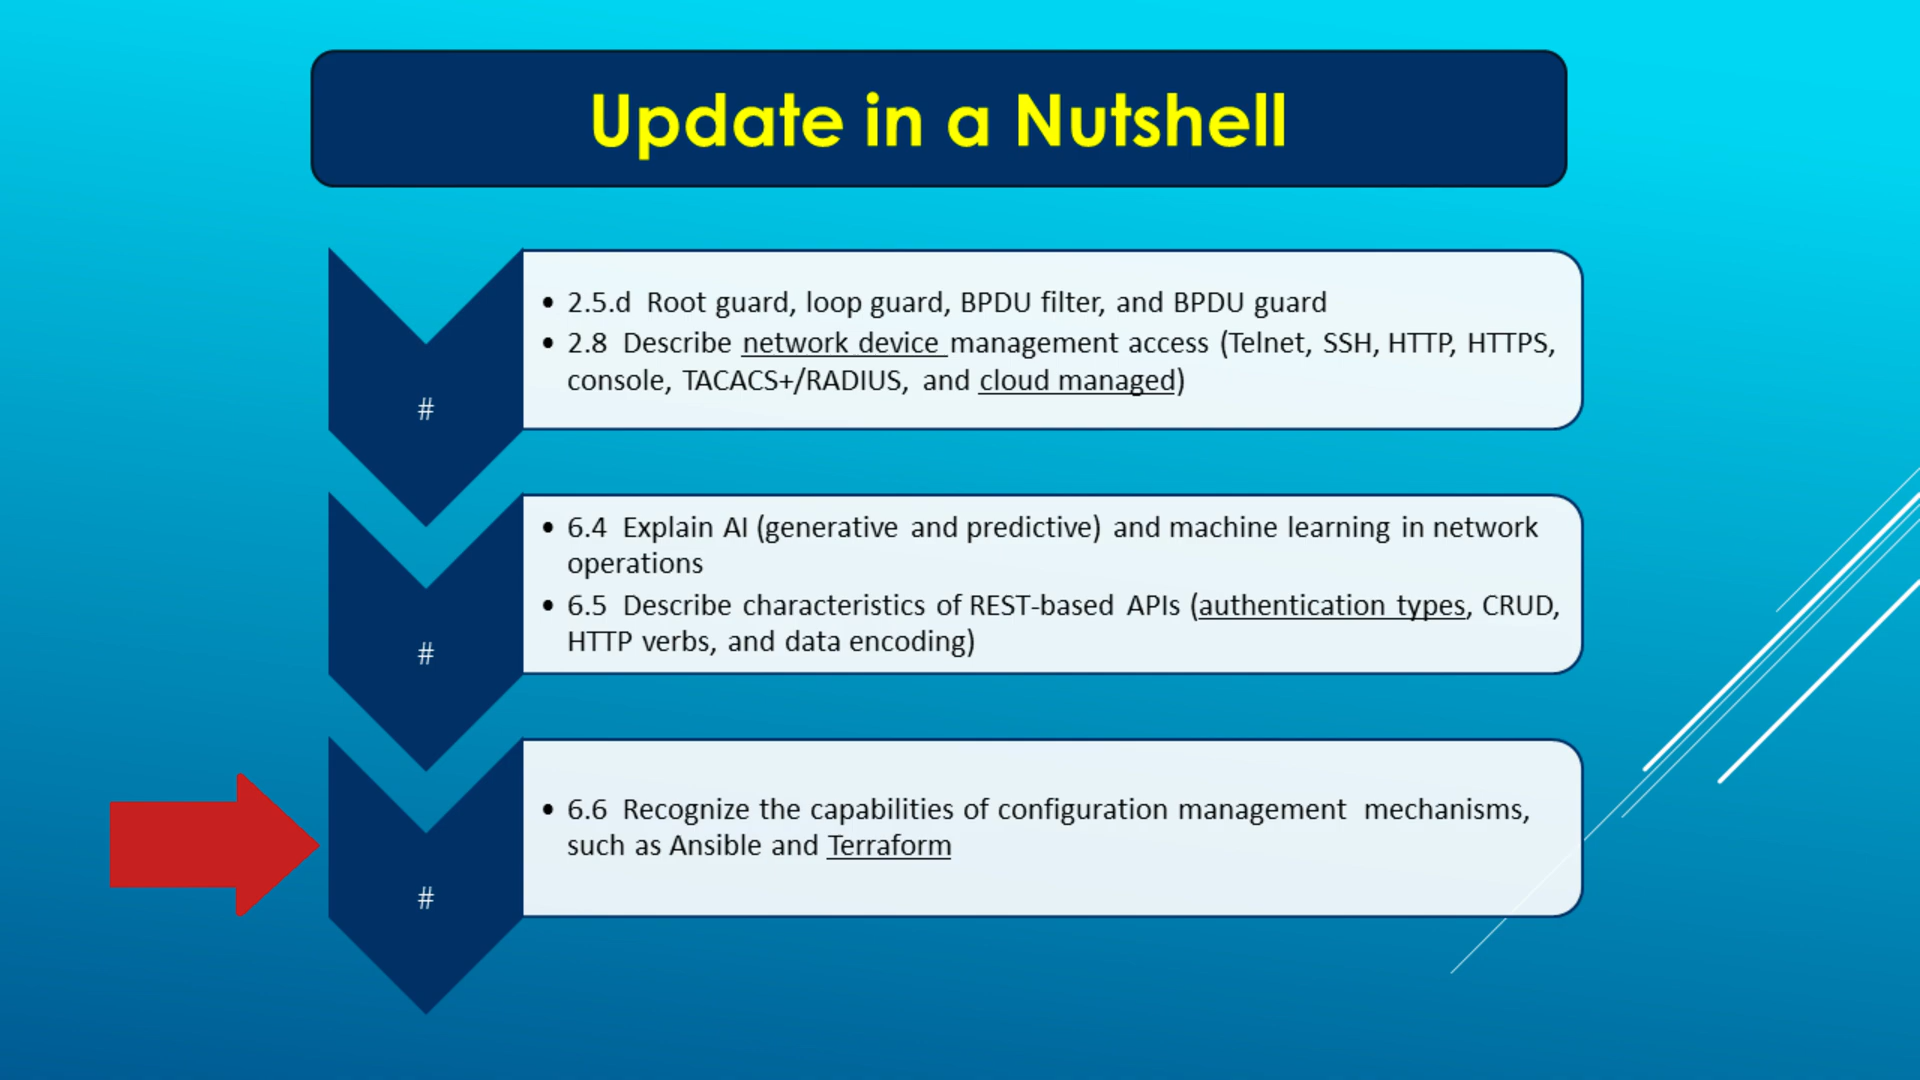 Update in a Nutshell
#
• 2.5.d Root guard, loop guard, BPDU filter, and BPDU guard
• 2.8 Describe network device management access (Telnet, SSH, HTTP, HTTPS,
console, TACACS+/RADIUS, and cloud managed)
#
• 6.4 Explain AI (generative and predictive) and machine learning in network
operations
• 6.5 Describe characteristics of REST-based APIs (authentication types, CRUD,
HTTP verbs, and data encoding)
#
• 6.6 Recognize the capabilities of configuration management mechanisms,
such as Ansible and Terraform